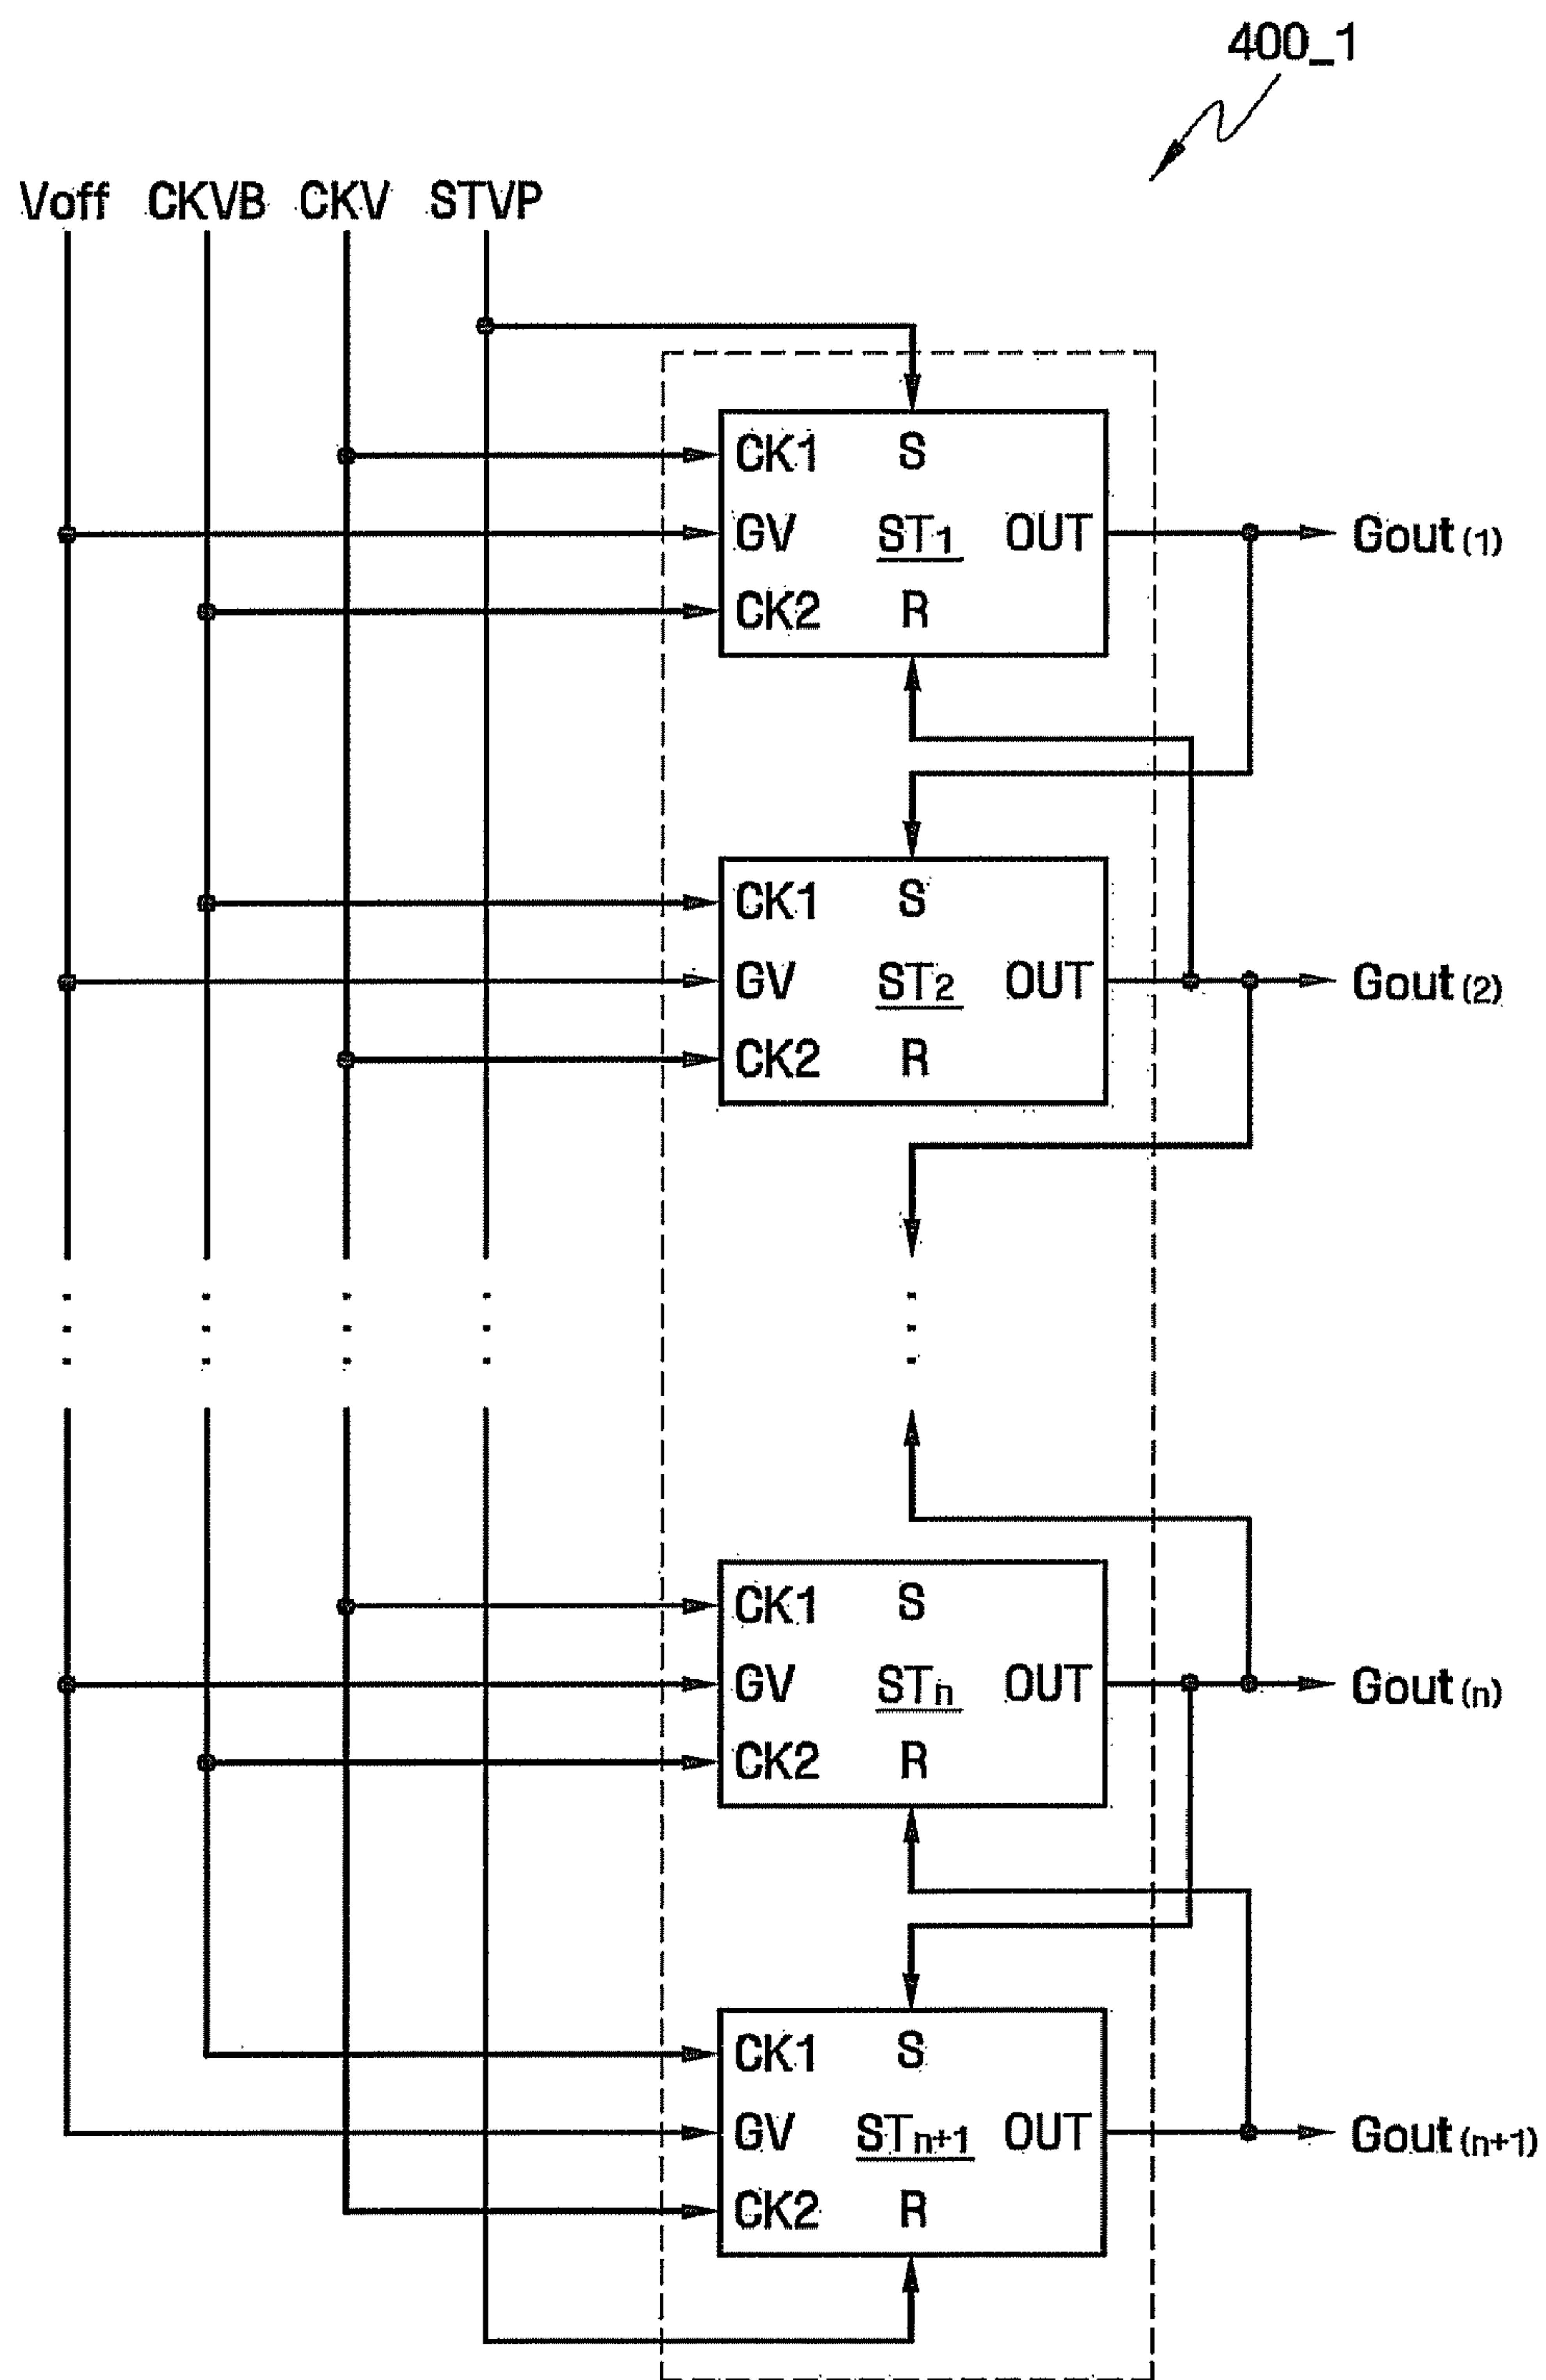 400_1
Voff CKVB CKV STVP
CK1 S
GV ST1 OUT Gout(1)
CK2 R
CK1 S
GV ST2 OUT Gout(2)
CK2 R
CK1 S
GV STn OUT Gout(n)
CK2 R
CK1 S
GV STn+1 OUT Gout(n+1)
CK2 R